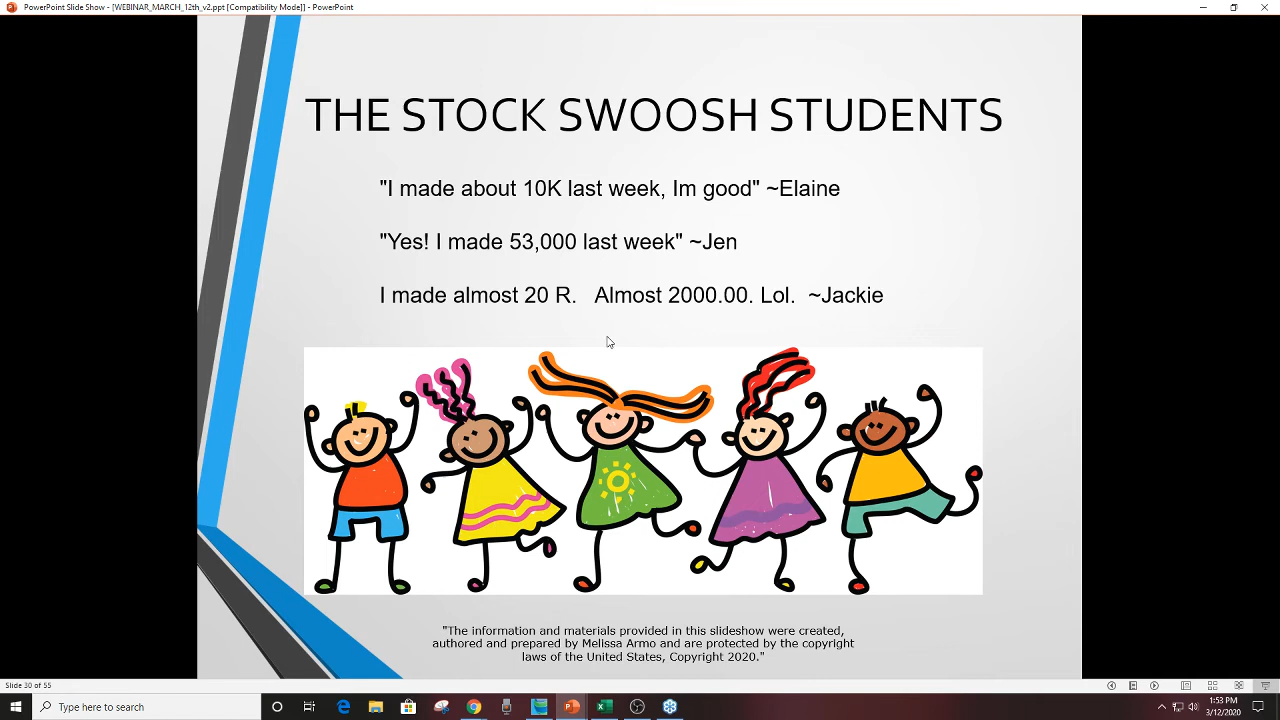 PowerPoint Slide Show - [WEBINAR_MARCH_12th_v2.ppt [Compatibility Mode]] - PowerPoint
THE STOCK SWOOSH STUDENTS
"I made about 10K last week, Im good" ~Elaine
"Yes! I made 53,000 last week" ~Jen
I made almost 20 R.   Almost 2000.00. Lol.  ~Jackie
"The information and materials provided in this slideshow were created,
authored and prepared by Melissa Armo and are protected by the copyright
laws of the United States, Copyright 2020."
Slide 30 of 55
Type here to search
1:53 PM
3/12/2020